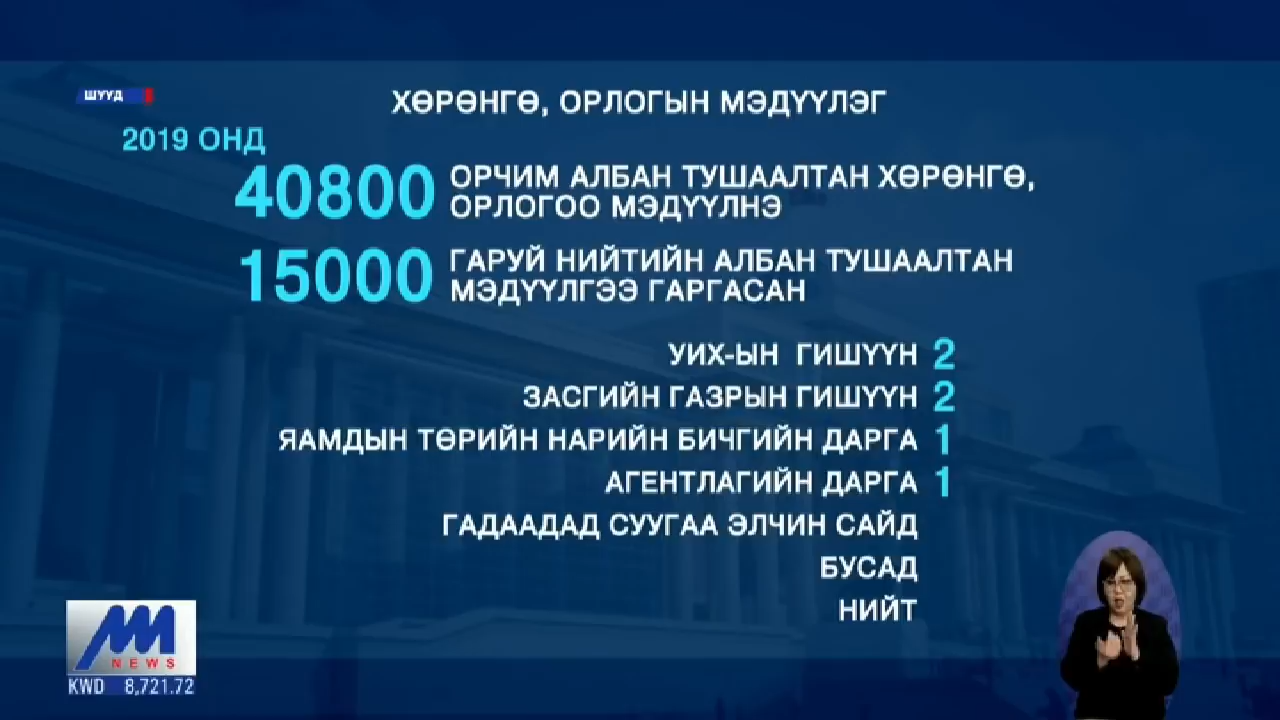 ШУУД
ХӨРӨНГӨ, ОРЛОГЫН МЭДҮҮЛЭГ
2019 ОНД
40800 ОРЧИМ АЛБАН ТУШААЛТАН ХӨРӨНГӨ,
ОРЛОГОО МЭДҮҮЛНЭ
15000 ГАРУЙ НИЙТИЙН АЛБАН ТУШААЛТАН
МЭДҮҮЛГЭЭ ГАРГАСАН
УИХ-ЫН ГИШҮҮН 2
ЗАСГИЙН ГАЗРЫН ГИШҮҮН 2
ЯАМДЫН ТӨРИЙН НАРИЙН БИЧГИЙН ДАРГА 1
АГЕНТЛАГИЙН ДАРГА 1
ГАДААДАД СУУГАА ЭЛЧИН САЙД
БУСАД
НИЙТ
NEWS
KWD 8,721.72